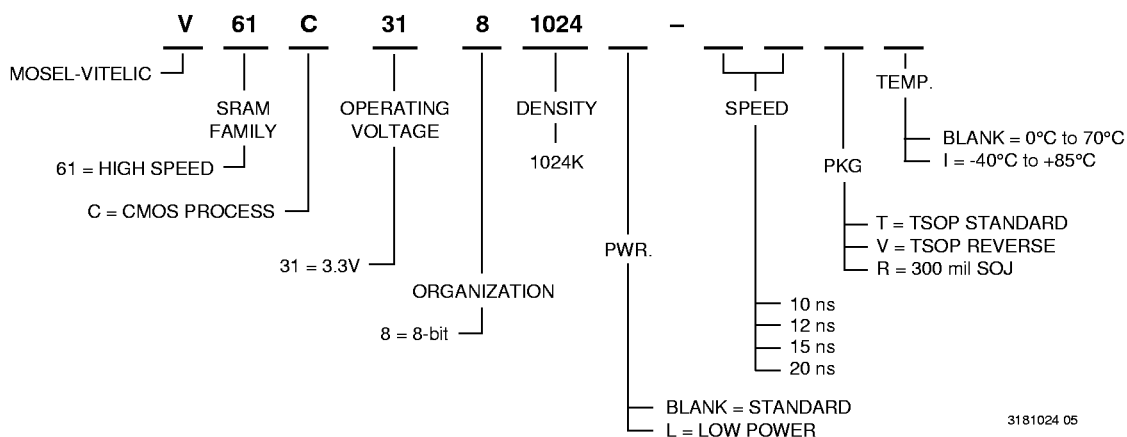 V 61 C 31 8 1024 –
MOSEL-VITELIC
SRAM
FAMILY
61 = HIGH SPEED
C = CMOS PROCESS
OPERATING
VOLTAGE
31 = 3.3V
ORGANIZATION
8 = 8-bit
DENSITY
1024K
PWR.
BLANK = STANDARD
L = LOW POWER
SPEED
10 ns
12 ns
15 ns
20 ns
PKG
T = TSOP STANDARD
V = TSOP REVERSE
R = 300 mil SOJ
TEMP.
BLANK = 0°C to 70°C
I = -40°C to +85°C
3181024 05